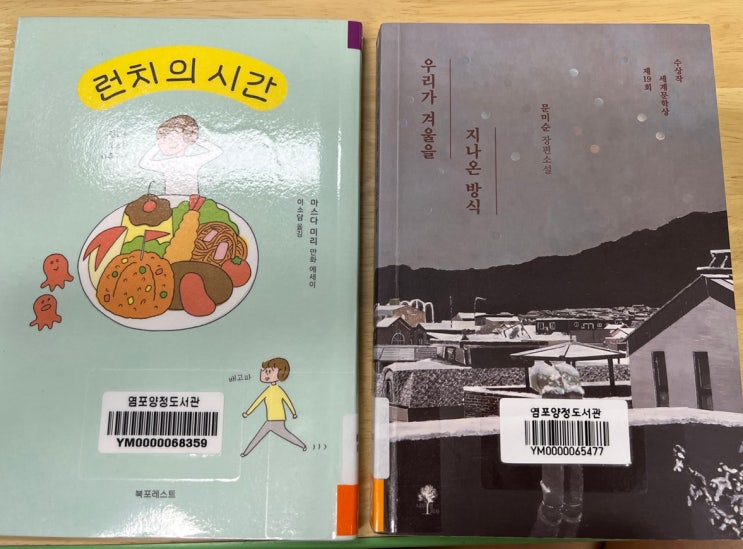 런치의 시간
마스다 미리 만화 에세이
이소담 옮김
배고파
염포양정도서관
YM0000068359
북포레스트
우리가 겨울을
지나온 방식
문미순 장편소설
제19회
세계문학상
수상작
염포양정도서관
YM0000065477